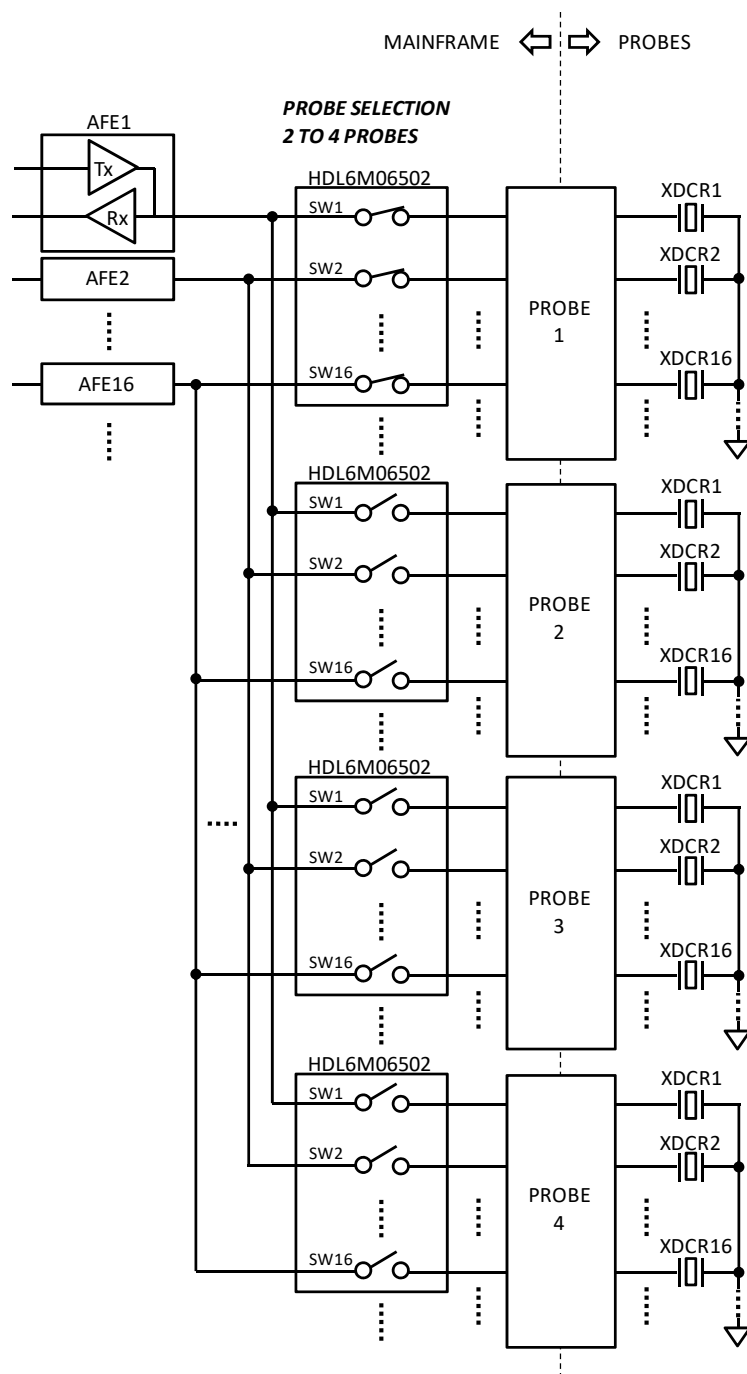 MAINFRAME
PROBES
PROBE SELECTION
2 TO 4 PROBES
AFE1
Tx
Rx
AFE2
AFE16
HDL6M06502
SW1
SW2
SW16
PROBE
1
XDCR1
XDCR2
XDCR16
HDL6M06502
SW1
SW2
SW16
PROBE
2
XDCR1
XDCR2
XDCR16
HDL6M06502
SW1
SW2
SW16
PROBE
3
XDCR1
XDCR2
XDCR16
HDL6M06502
SW1
SW2
SW16
PROBE
4
XDCR1
XDCR2
XDCR16